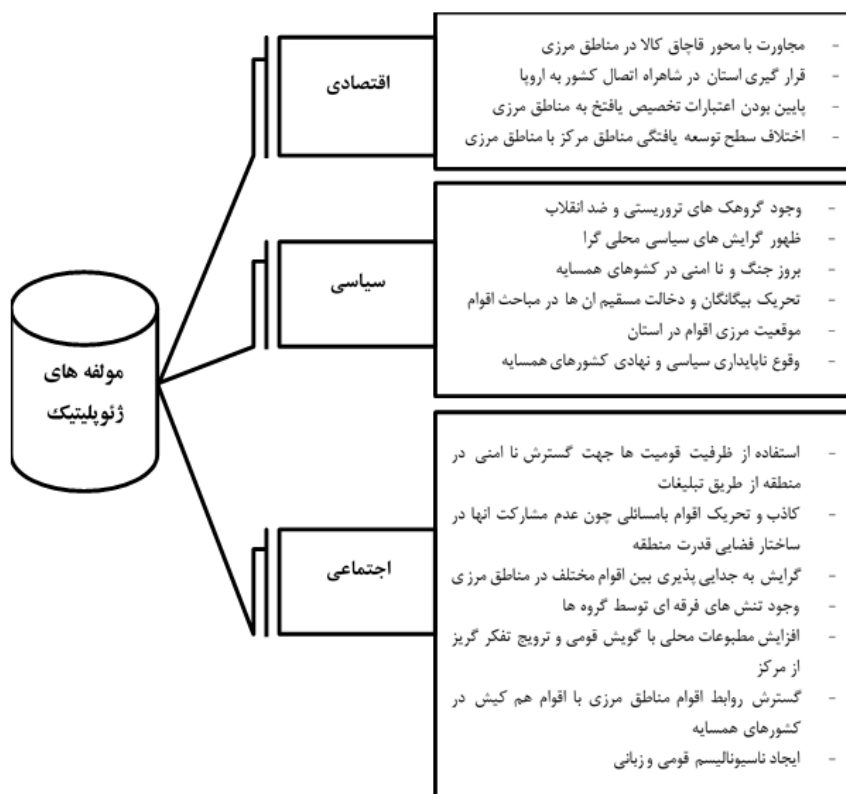 اقتصادی
- مجاورت با محور قاچاق کالا در مناطق مرزی
- قرار گیری استان در شاهراه اتصال کشور به اروپا
- پایین بودن اعتبارات تخصیص یافتخ به مناطق مرزی
- اختلاف سطح توسعه یافتگی مناطق مرکز با مناطق مرزی
سیاسی
- وجود گروهک های تروریستی و ضد انقلاب
- ظهور گرایش های سیاسی محلی گرا
- بروز جنگ و نا امنی در کشوهای همسایه
- تحریک بیگانگان و دخالت مسقیم ان ها در مباحث اقوام
- موقعیت مرزی اقوام در استان
- وقوع ناپایداری سیاسی و نهادی کشورهای همسایه
مولفه های
ژئوپلیتیک
اجتماعی
- استفاده از ظرفیت قومیت ها جهت گسترش نا امنی در
منطقه از طریق تبلیغات
- کاذب و تحریک اقوام بامسائلی چون عدم مشارکت انها در
ساختار فضایی قدرت منطقه
- گرایش به جدایی پذیری بین اقوام مختلف در مناطق مرزی
- وجود تنش های فرقه ای توسط گروه ها
- افزایش مطبوعات محلی با گویش قومی و ترویج تفکر گریز
از مرکز
- گسترش روابط اقوام مناطق مرزی با اقوام هم کیش در
کشورهای همسایه
- ایجاد ناسیونالیسم قومی و زبانی